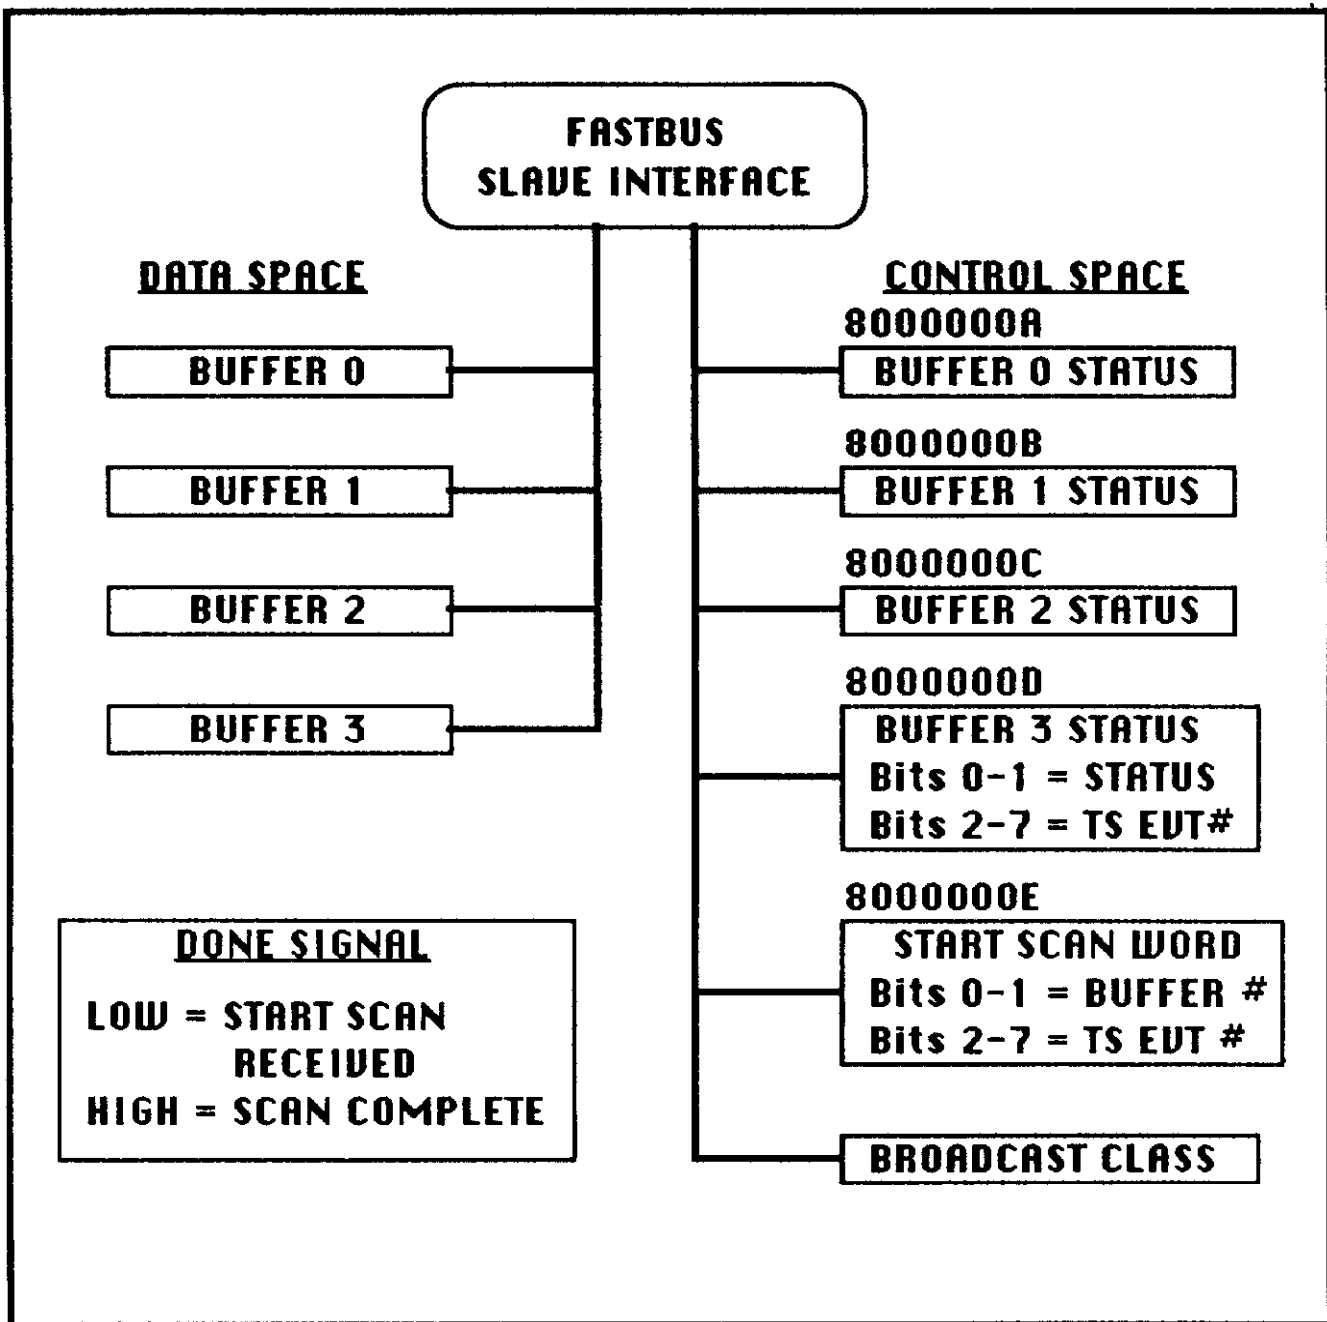 FASTBUS
SLAVE INTERFACE
DATA SPACE
BUFFER 0
BUFFER 1
BUFFER 2
BUFFER 3
CONTROL SPACE
8000000A
BUFFER 0 STATUS
8000000B
BUFFER 1 STATUS
8000000C
BUFFER 2 STATUS
8000000D
BUFFER 3 STATUS
Bits 0-1 = STATUS
Bits 2-7 = TS EVT#
8000000E
START SCAN WORD
Bits 0-1 = BUFFER #
Bits 2-7 = TS EVT #
BROADCAST CLASS
DONE SIGNAL
LOW = START SCAN
RECEIVED
HIGH = SCAN COMPLETE